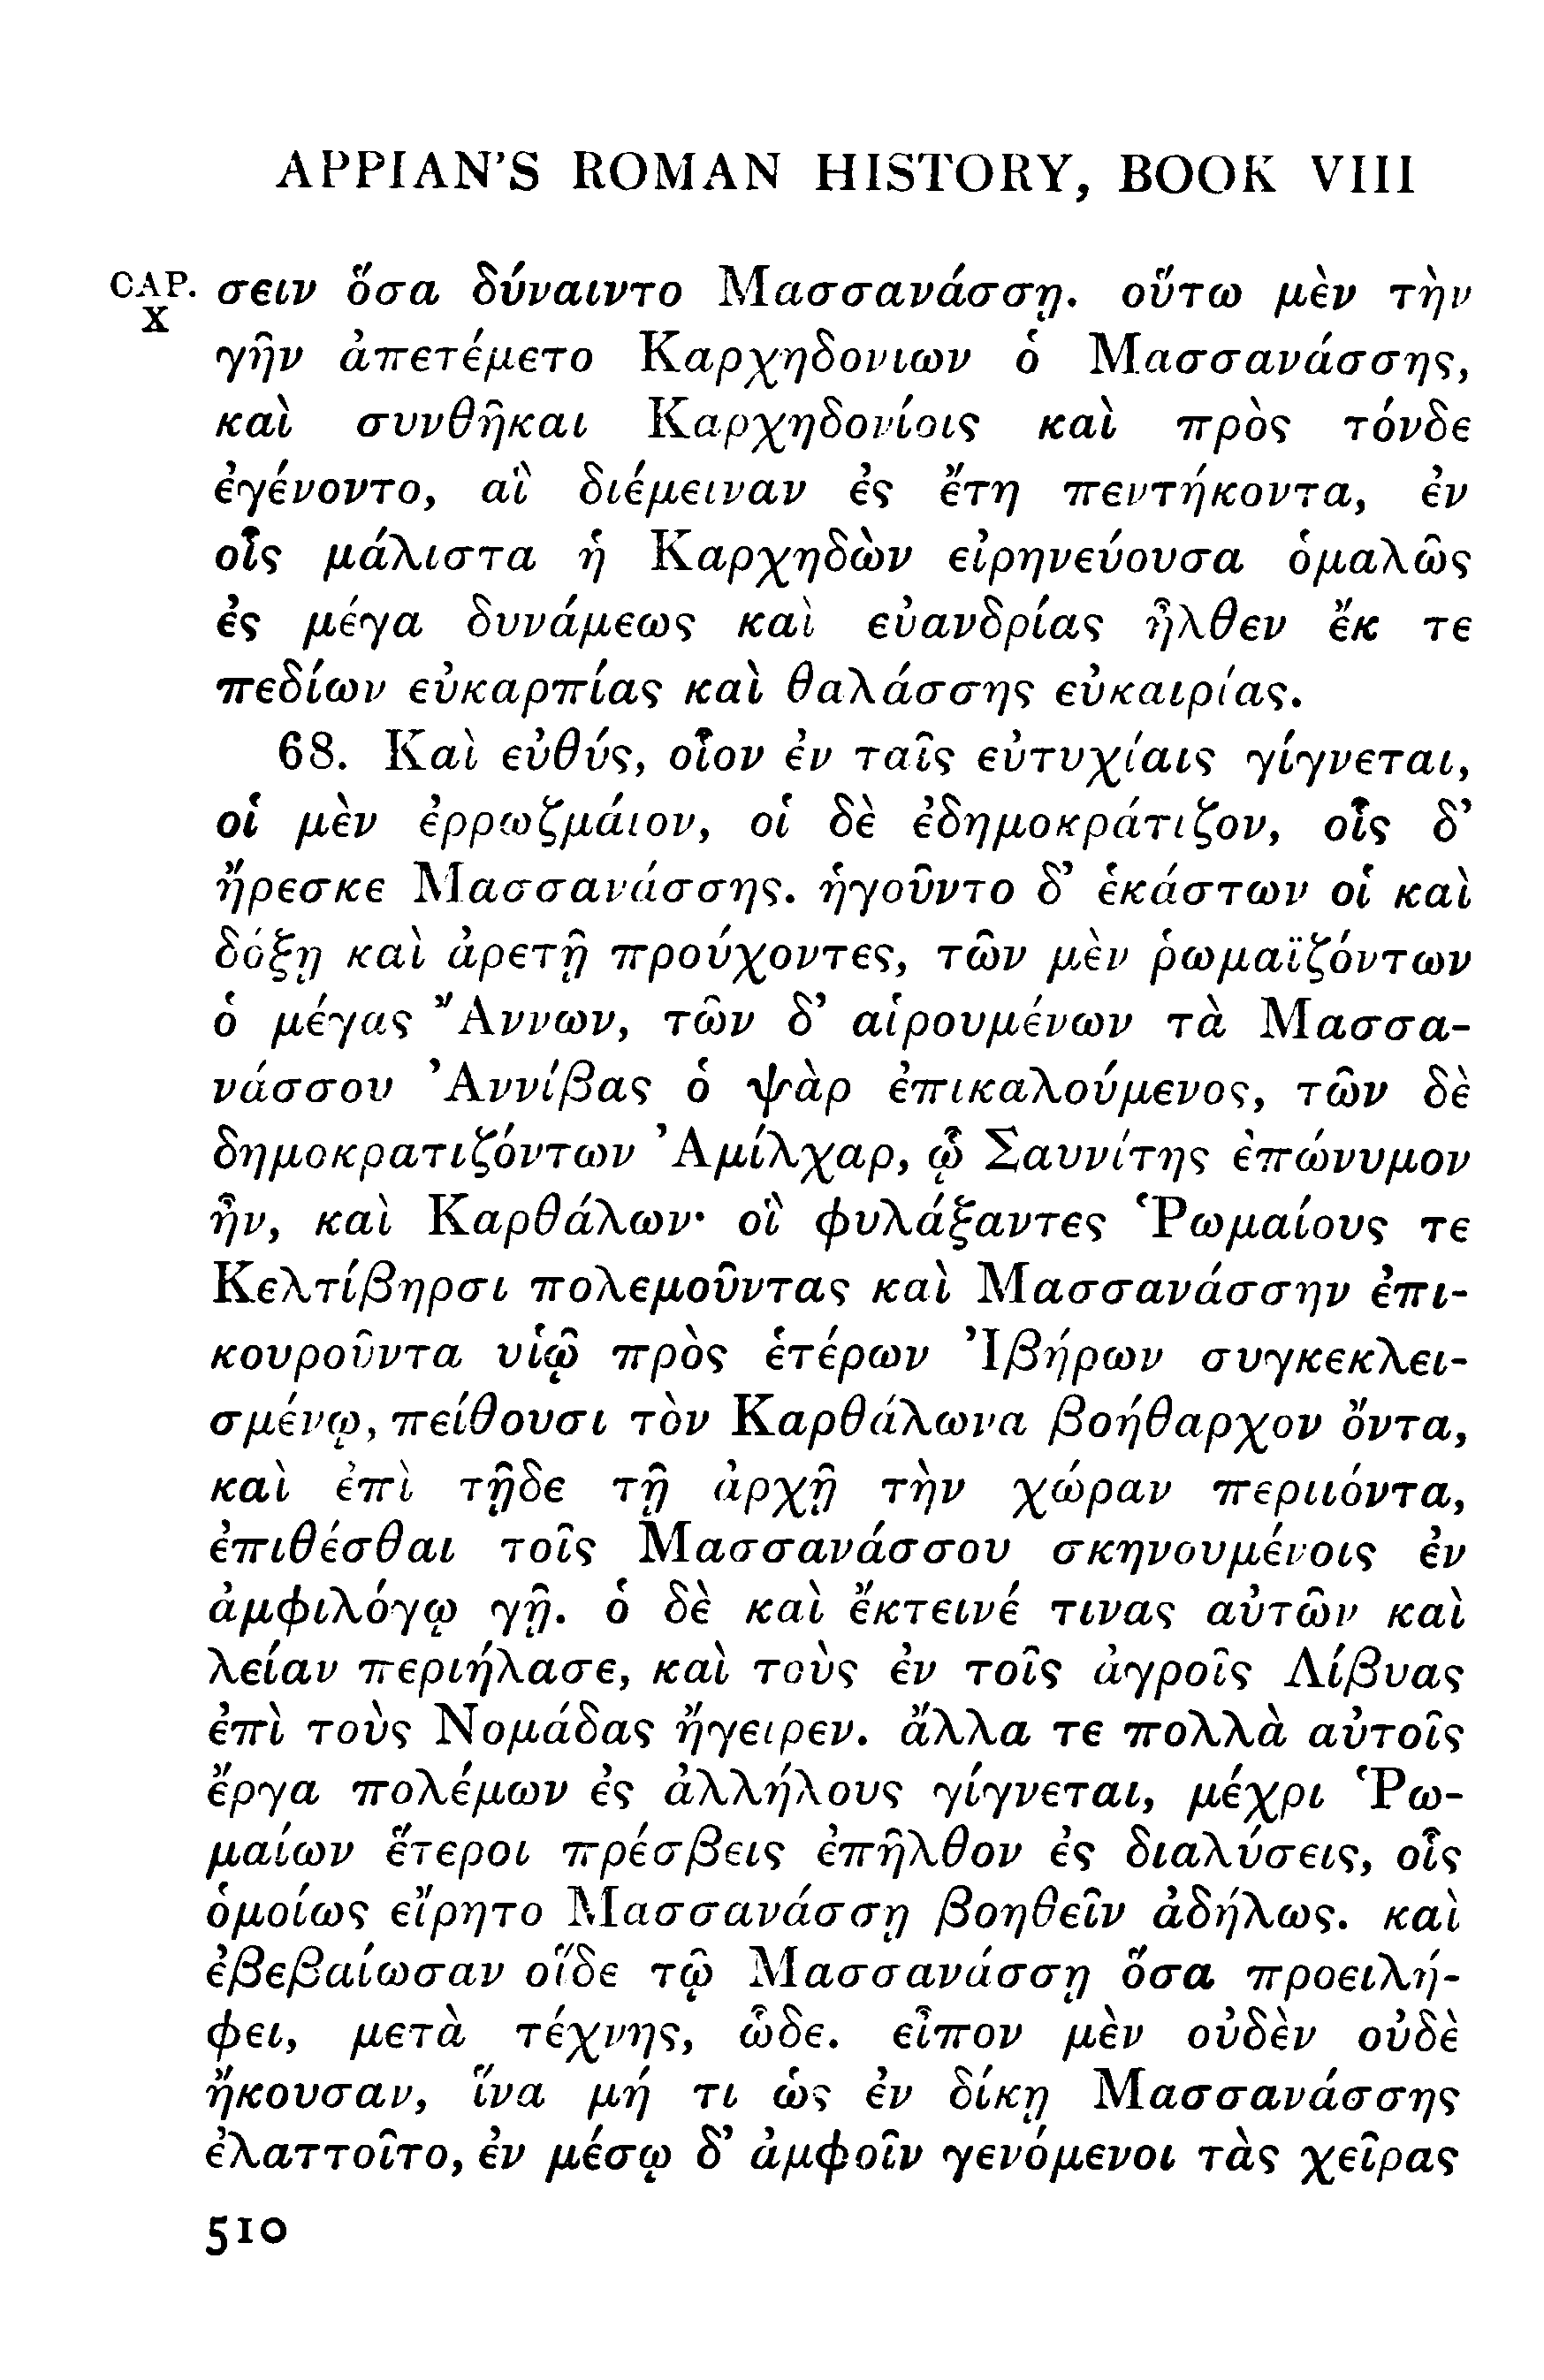 APPIAN'S ROMAN HISTORY, BOOK VIII
CAP. X σειν ὅσα δύναιντο Μασσανάσσῃ. οὕτω μὲν τὴν
γῆν ἀπετέμετο Καρχηδονιων ὁ Μασσανάσσης,
καὶ συνθῆκαι Καρχηδονίοις καὶ πρὸς τόνδε
ἐγένοντο, αἳ διέμειναν ἐς ἔτη πεντήκοντα, ἐν
οἷς μάλιστα ἡ Καρχηδὼν εἰρηνεύουσα ὁμαλῶς
ἐς μέγα δυνάμεως καὶ εὐανδρίας ἦλθεν ἔκ τε
πεδίων εὐκαρπίας καὶ θαλάσσης εὐκαιρίας.
68. Καὶ εὐθύς, οἷον ἐν ταῖς εὐτυχίαις γίγνεται,
οἱ μὲν ἐρρωζμάιον, οἱ δὲ ἐδημοκράτιζον, οἷς δ'
ἤρεσκε Μασσανάσσης. ἡγοῦντο δ' ἑκάστων οἱ καὶ
δόξῃ καὶ ἀρετῇ προύχοντες, τῶν μὲν ῥωμαϊζόντων
ὁ μέγας Ἄννων, τῶν δ' αἱρουμένων τὰ Μασσα-
νάσσου Ἀννίβας ὁ ψὰρ ἐπικαλούμενος, τῶν δὲ
δημοκρατιζόντων Ἀμίλχαρ, ᾧ Σαυνίτης ἐπώνυμον
ἦν, καὶ Καρθάλων· οἳ φυλάξαντες Ῥωμαίους τε
Κελτίβηρσι πολεμοῦντας καὶ Μασσανάσσην ἐπι-
κουροῦντα υἱῷ πρὸς ἑτέρων Ἰβήρων συγκεκλει-
σμένῳ, πείθουσι τὸν Καρθάλωνα βοήθαρχον ὄντα,
καὶ ἐπὶ τῇδε τῇ ἀρχῇ τὴν χώραν περιιόντα,
ἐπιθέσθαι τοῖς Μασσανάσσου σκηνουμένοις ἐν
ἀμφιλόγῳ γῇ. ὁ δὲ καὶ ἔκτεινέ τινας αὐτῶν καὶ
λείαν περιήλασε, καὶ τοὺς ἐν τοῖς ἀγροῖς Λίβυας
ἐπὶ τοὺς Νομάδας ἤγειρεν. ἄλλα τε πολλὰ αὐτοῖς
ἔργα πολέμων ἐς ἀλλήλους γίγνεται, μέχρι Ῥω-
μαίων ἕτεροι πρέσβεις ἐπῆλθον ἐς διαλύσεις, οἷς
ὁμοίως εἴρητο Μασσανάσσῃ βοηθεῖν ἀδήλως. καὶ
ἐβεβαίωσαν οἵδε τῷ Μασσανάσσῃ ὅσα προειλή-
φει, μετὰ τέχνης, ὧδε. εἶπον μὲν οὐδὲν οὐδὲ
ἤκουσαν, ἵνα μή τι ὡς ἐν δίκῃ Μασσανάσσης
ἐλαττοῖτο, ἐν μέσῳ δ' ἀμφοῖν γενόμενοι τὰς χεῖρας
510